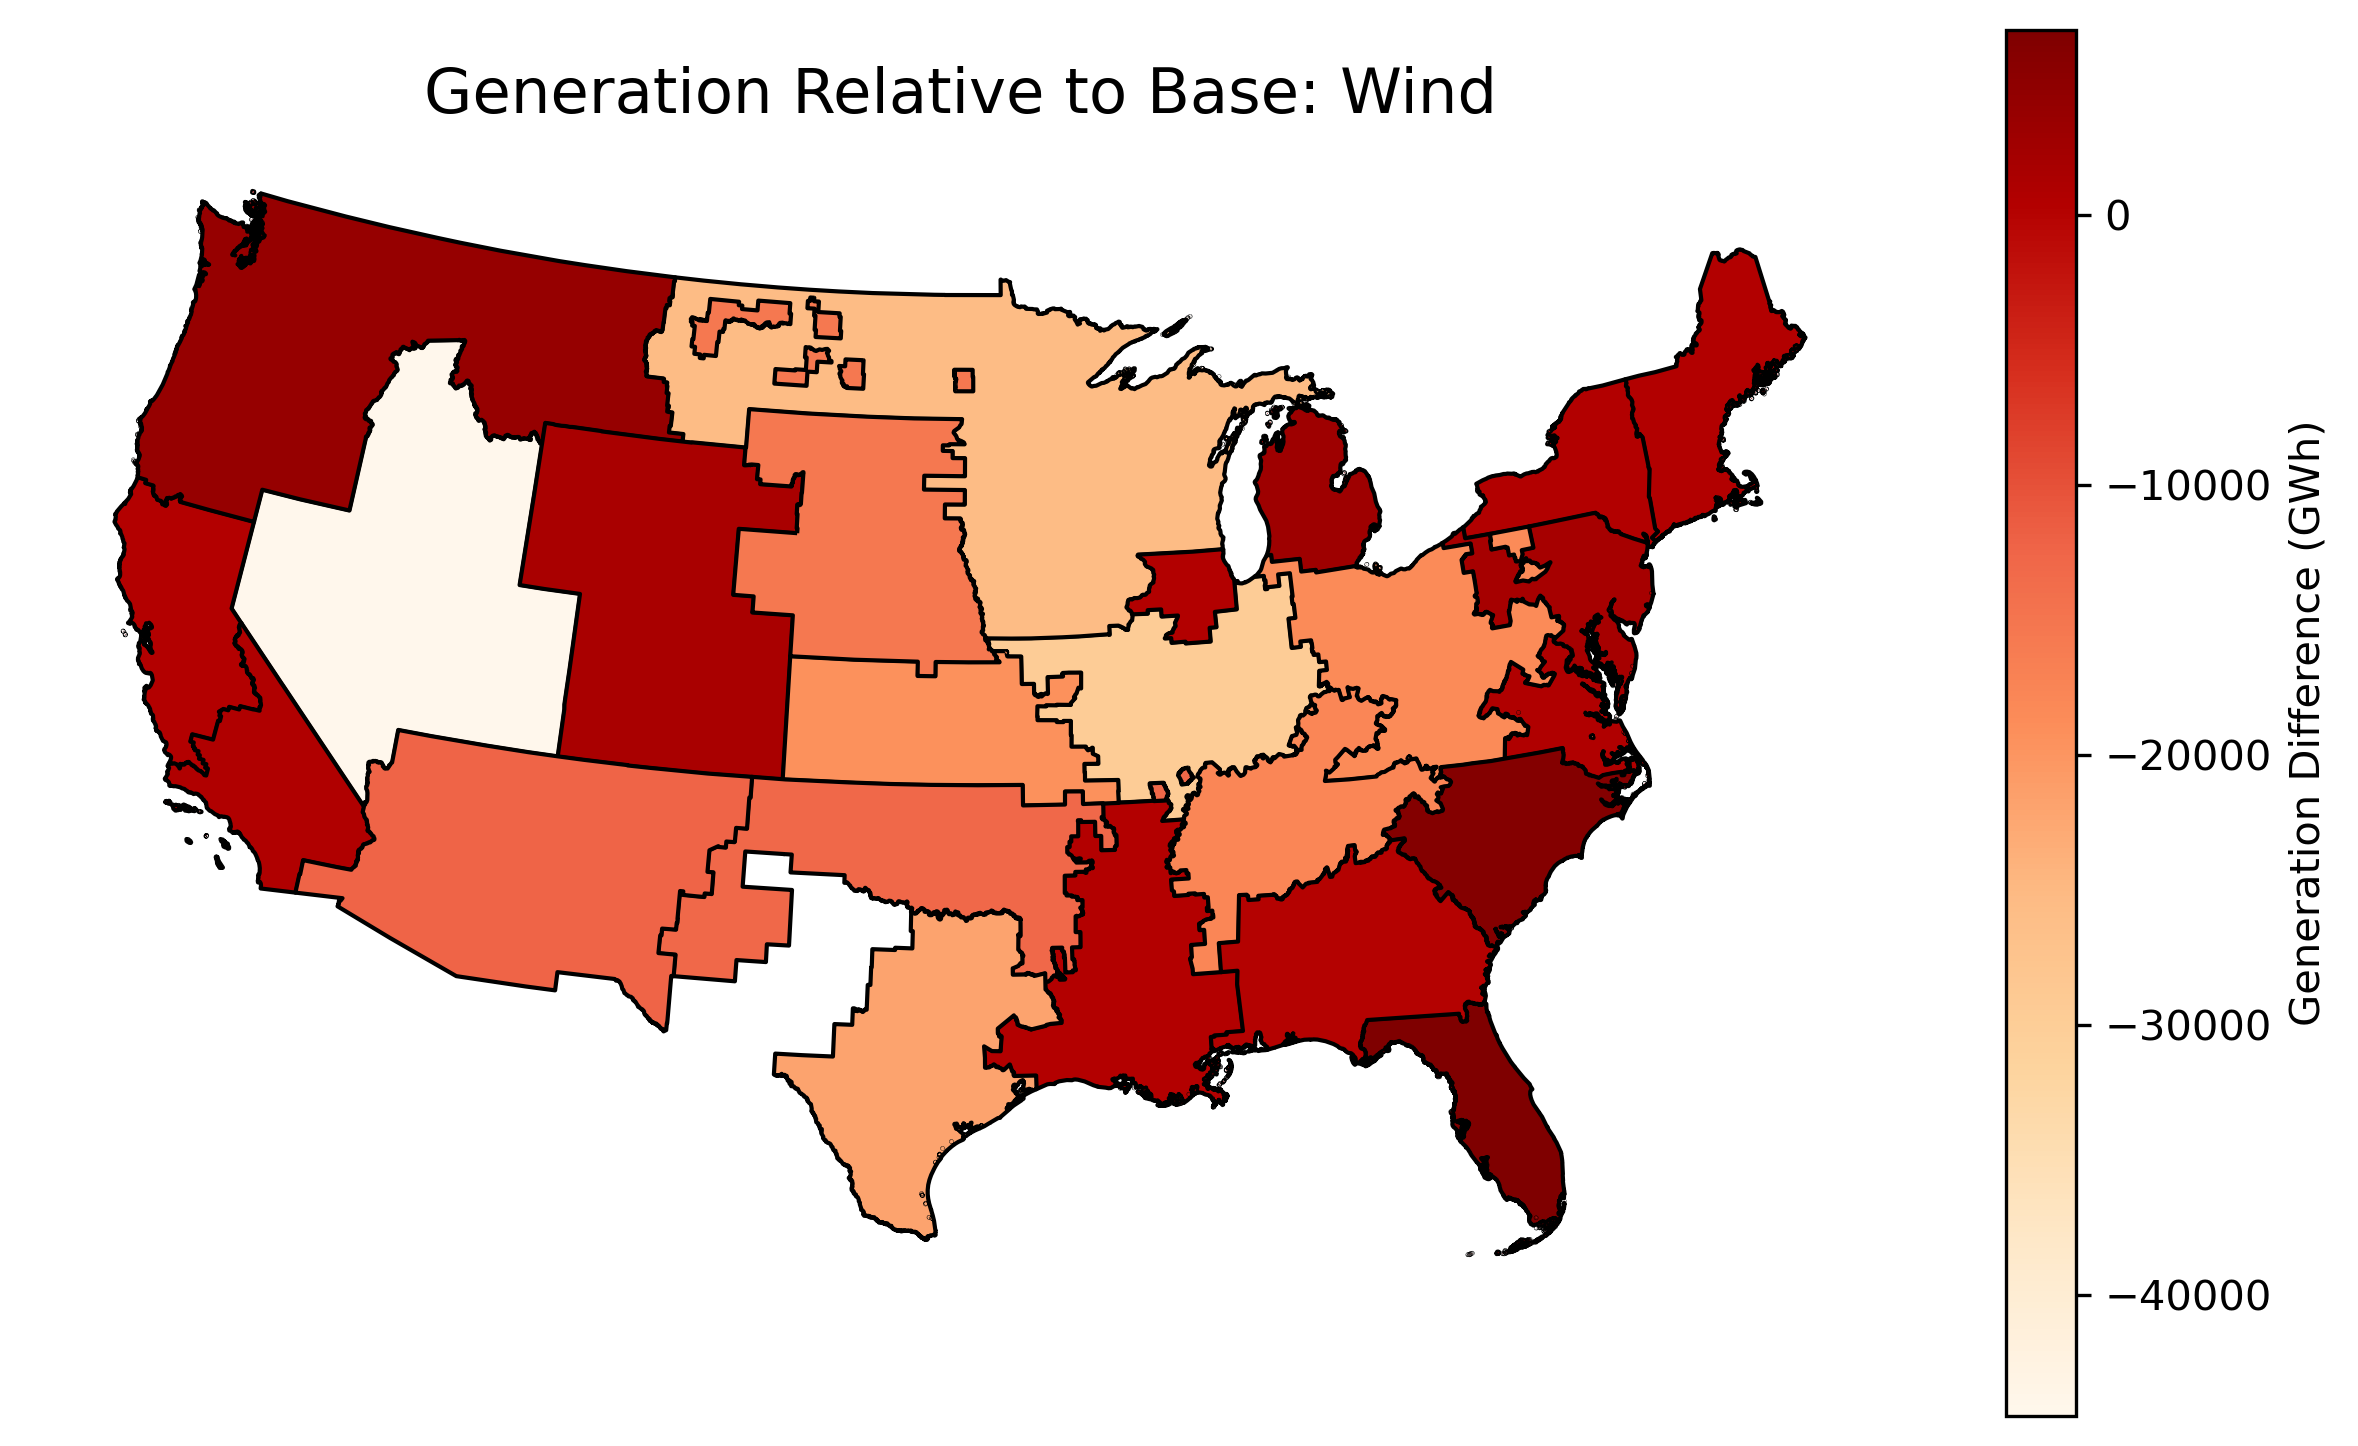 Generation Relative to Base: Wind
0
−10000
−20000
−30000
−40000
Generation Difference (GWh)